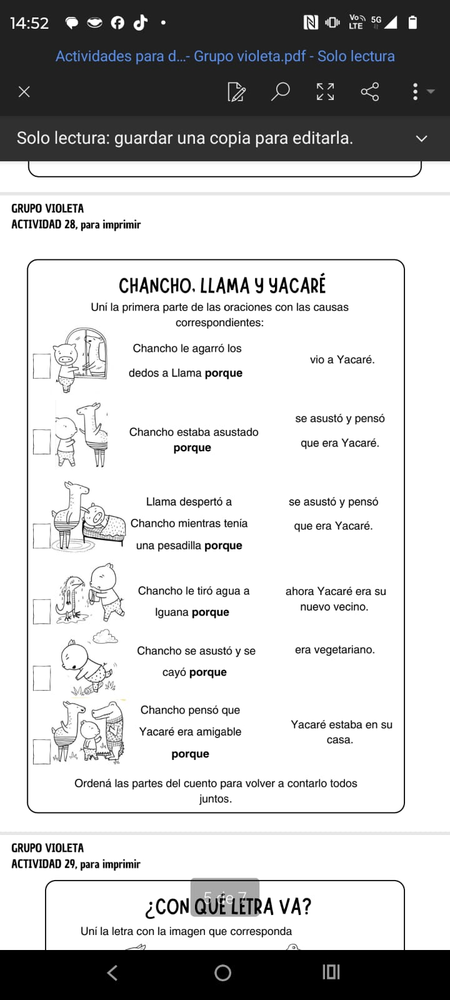 14:52
Vo))
LTE
5G
Actividades para d...- Grupo violeta.pdf - Solo lectura
Solo lectura: guardar una copia para editarla.
GRUPO VIOLETA
ACTIVIDAD 28, para imprimir
CHANCHO, LLAMA Y YACARÉ
Uní la primera parte de las oraciones con las causas
correspondientes:
Chancho le agarró los
dedos a Llama porque
vio a Yacaré.
Chancho estaba asustado
porque
se asustó y pensó
que era Yacaré.
Llama despertó a
Chancho mientras tenía
una pesadilla porque
se asustó y pensó
que era Yacaré.
Chancho le tiró agua a
Iguana porque
ahora Yacaré era su
nuevo vecino.
Chancho se asustó y se
cayó porque
era vegetariano.
Chancho pensó que
Yacaré era amigable
porque
Yacaré estaba en su
casa.
Ordená las partes del cuento para volver a contarlo todos
juntos.
GRUPO VIOLETA
ACTIVIDAD 29, para imprimir
5 de 7
¿CON QUÉ LETRA VA?
Uní la letra con la imagen que corresponda